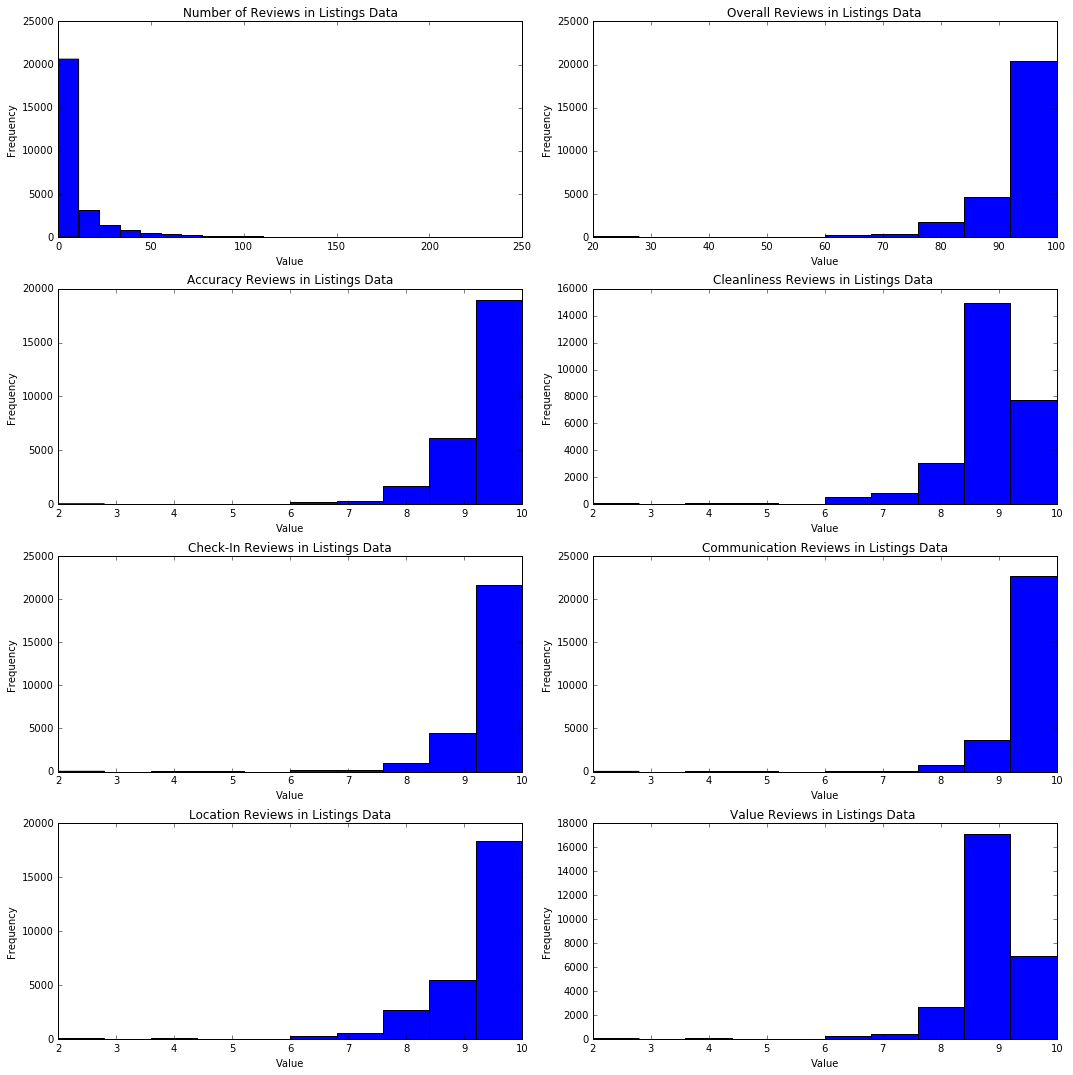 Number of Reviews in Listings Data
25000
20000
15000
10000
5000
0
Frequency
0 50 100 150 200 250
Value
Overall Reviews in Listings Data
25000
20000
15000
10000
5000
0
Frequency
20 30 40 50 60 70 80 90 100
Value
Accuracy Reviews in Listings Data
20000
15000
10000
5000
0
Frequency
2 3 4 5 6 7 8 9 10
Value
Cleanliness Reviews in Listings Data
16000
14000
12000
10000
8000
6000
4000
2000
0
Frequency
2 3 4 5 6 7 8 9 10
Value
Check-In Reviews in Listings Data
25000
20000
15000
10000
5000
0
Frequency
2 3 4 5 6 7 8 9 10
Value
Communication Reviews in Listings Data
25000
20000
15000
10000
5000
0
Frequency
2 3 4 5 6 7 8 9 10
Value
Location Reviews in Listings Data
20000
15000
10000
5000
0
Frequency
2 3 4 5 6 7 8 9 10
Value
Value Reviews in Listings Data
18000
16000
14000
12000
10000
8000
6000
4000
2000
0
Frequency
2 3 4 5 6 7 8 9 10
Value